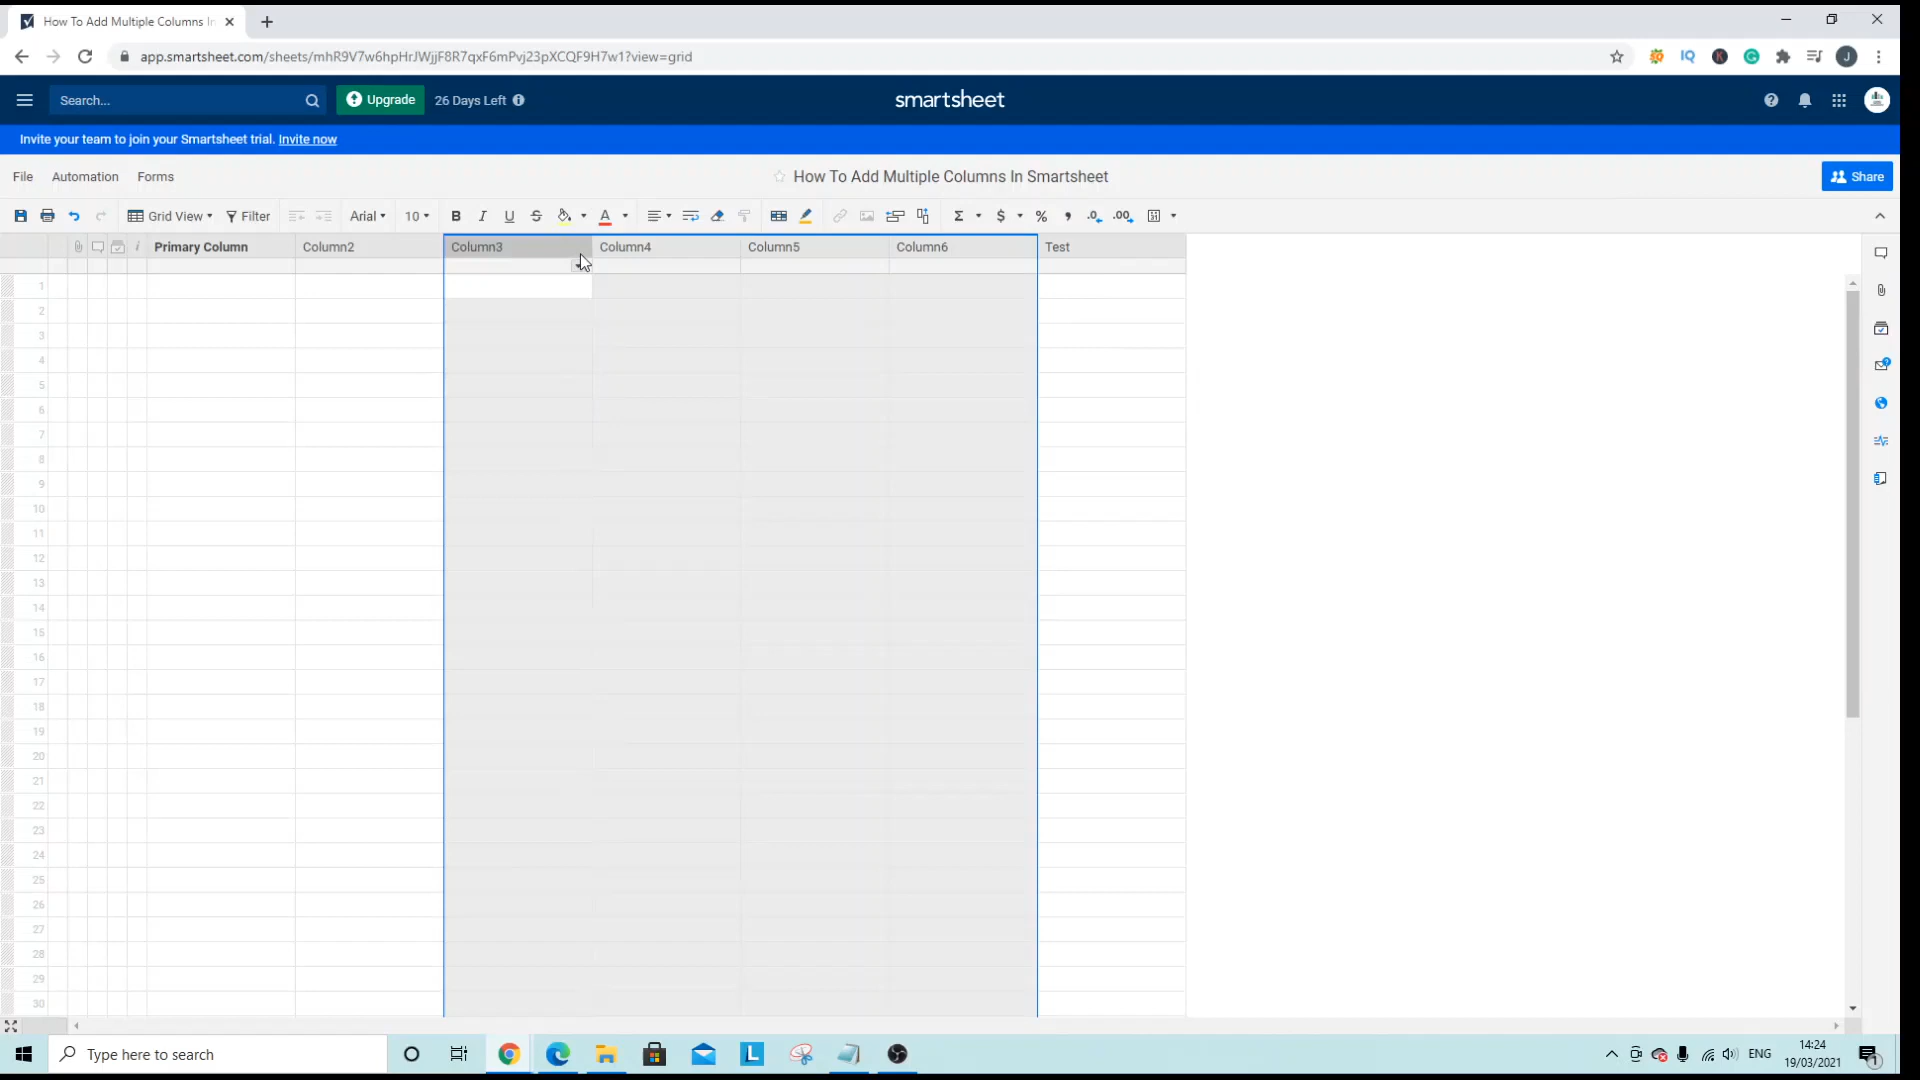 How To Add Multiple Columns In
app.smartsheet.com/sheets/mhR9V7w6hpHrJWjjF8R7qxF6mPvj23pXCQF9H7w1?view=grid
IQ
K
J
Search...
Upgrade
26 Days Left
smartsheet
Invite your team to join your Smartsheet trial. Invite now
File
Automation
Forms
How To Add Multiple Columns In Smartsheet
Share
Grid View
Filter
Arial
10
B
I
U
S
A
Σ
$
%
,
.0
.00
i
Primary Column
Column2
Column3
Column4
Column5
Column6
Test
1
2
3
4
5
6
7
8
9
10
11
12
13
14
15
16
17
18
19
20
21
22
23
24
25
26
27
28
29
30
Type here to search
L
ENG
14:24
19/03/2021
1